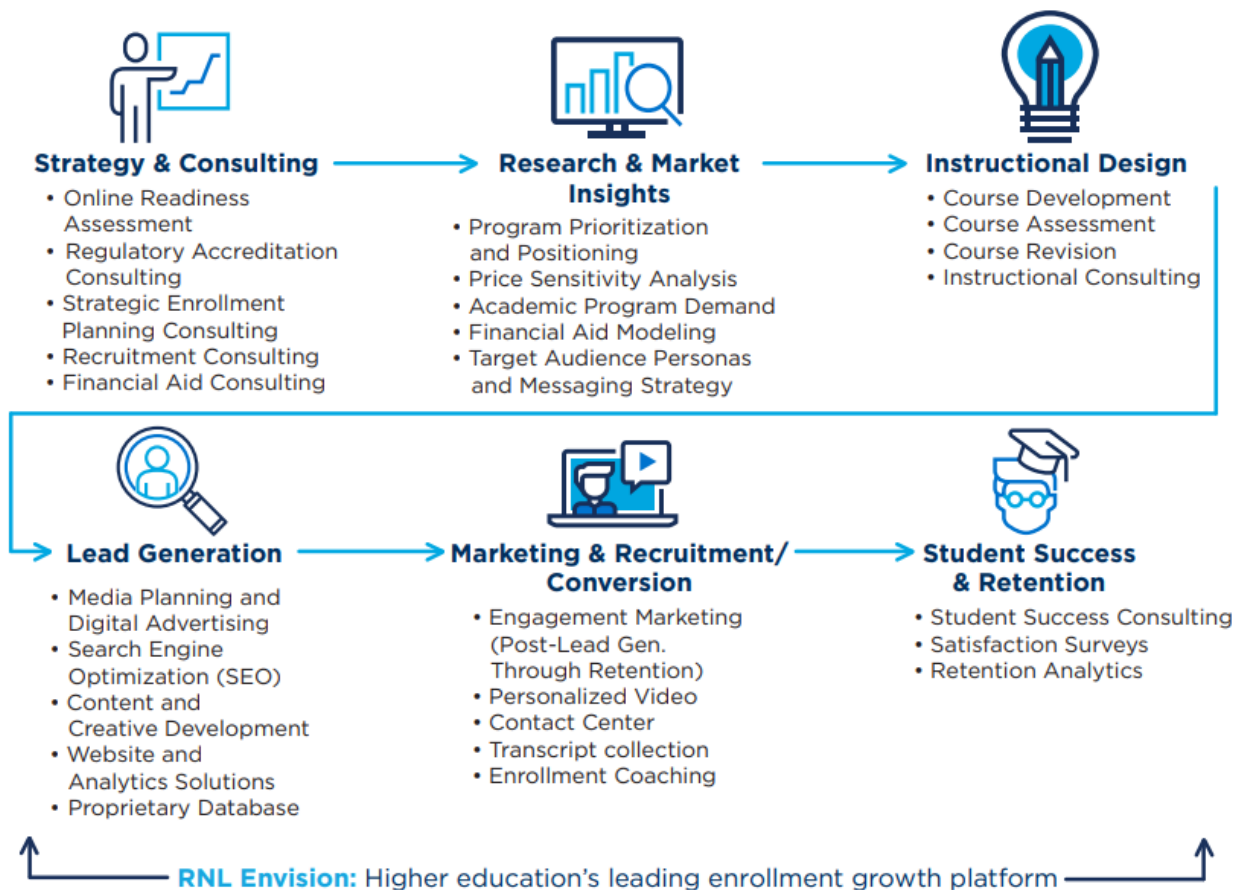 Strategy & Consulting
• Online Readiness
Assessment
• Regulatory Accreditation
Consulting
• Strategic Enrollment
Planning Consulting
• Recruitment Consulting
• Financial Aid Consulting
Research & Market
Insights
• Program Prioritization
and Positioning
• Price Sensitivity Analysis
• Academic Program Demand
• Financial Aid Modeling
• Target Audience Personas
and Messaging Strategy
Instructional Design
• Course Development
• Course Assessment
• Course Revision
• Instructional Consulting
Lead Generation
• Media Planning and
Digital Advertising
• Search Engine
Optimization (SEO)
• Content and
Creative Development
• Website and
Analytics Solutions
• Proprietary Database
Marketing & Recruitment/
Conversion
• Engagement Marketing
(Post-Lead Gen.
Through Retention)
• Personalized Video
• Contact Center
• Transcript collection
• Enrollment Coaching
Student Success
& Retention
• Student Success Consulting
• Satisfaction Surveys
• Retention Analytics
RNL Envision: Higher education’s leading enrollment growth platform